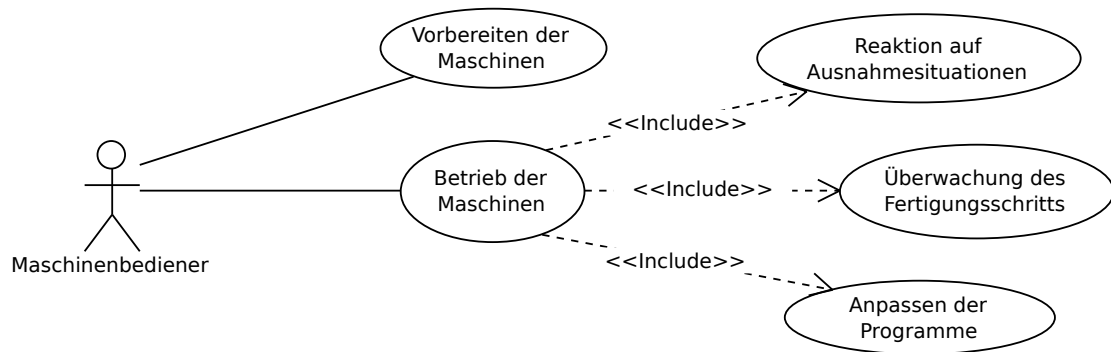 Vorbereiten der
Maschinen
Reaktion auf
Ausnahmesituationen
<<Include>>
Betrieb der
Maschinen
<<Include>>
Überwachung des
Fertigungsschritts
Maschinenbediener
<<Include>>
Anpassen der
Programme